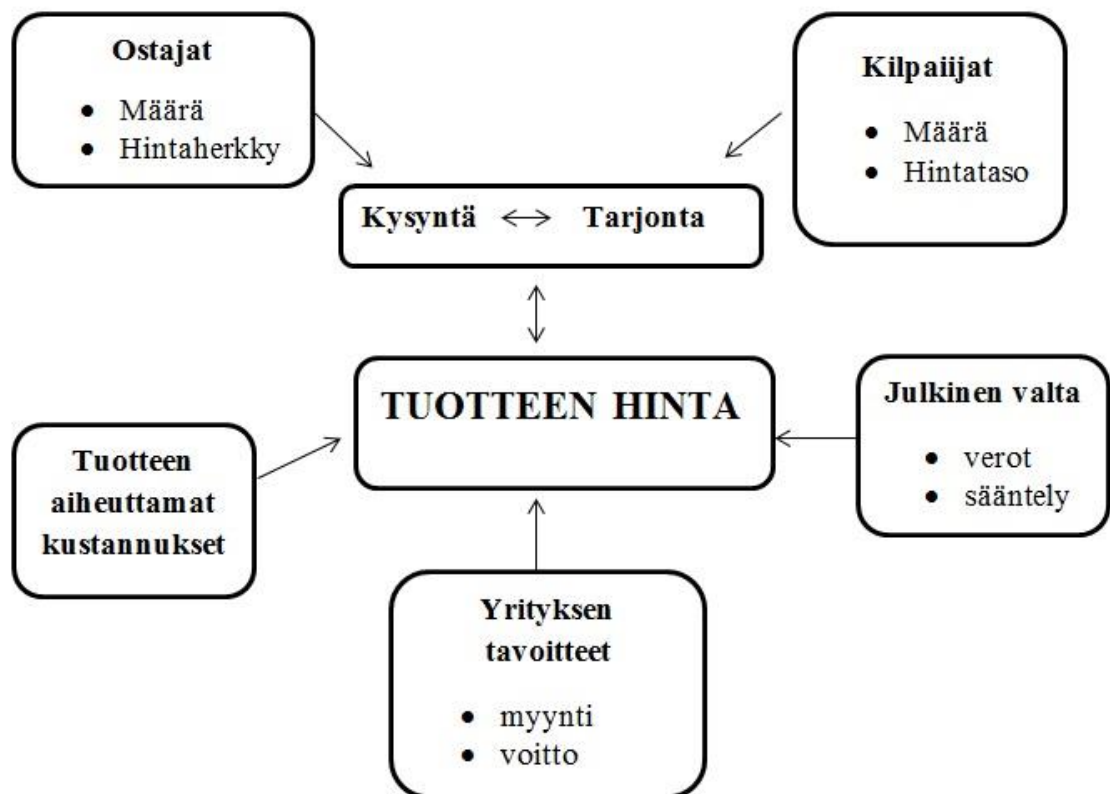 Ostajat
• Määrä
• Hintaherkky
Kilpaiijat
• Määrä
• Hintataso
Kysyntä ↔ Tarjonta
TUOTTEEN HINTA
Julkinen valta
• verot
• sääntely
Tuotteen
aiheuttamat
kustannukset
Yrityksen
tavoitteet
• myynti
• voitto